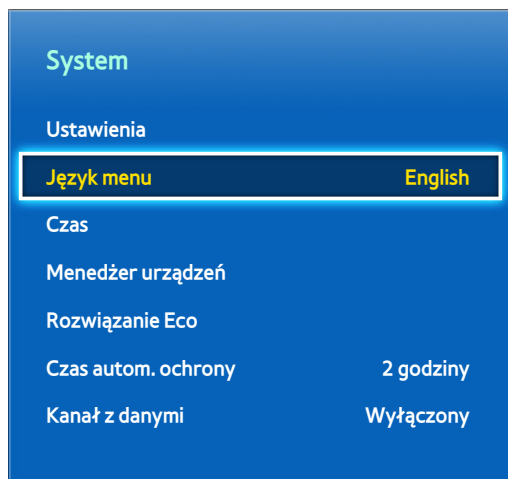 System
Ustawienia
Język menu English
Czas
Menedżer urządzeń
Rozwiązanie Eco
Czas autom. ochrony 2 godziny
Kanał z danymi Wyłączony